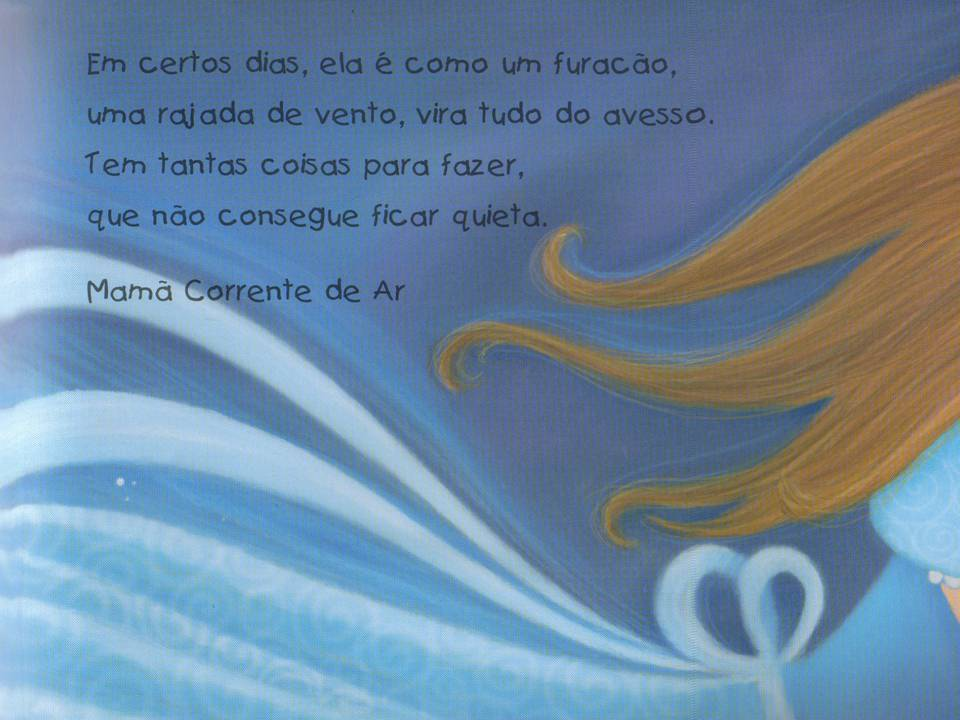 Em certos dias, ela é como um furacão,
uma rajada de vento, vira tudo do avesso.
Tem tantas coisas para fazer,
que não consegue ficar quieta.
Mamã Corrente de Ar